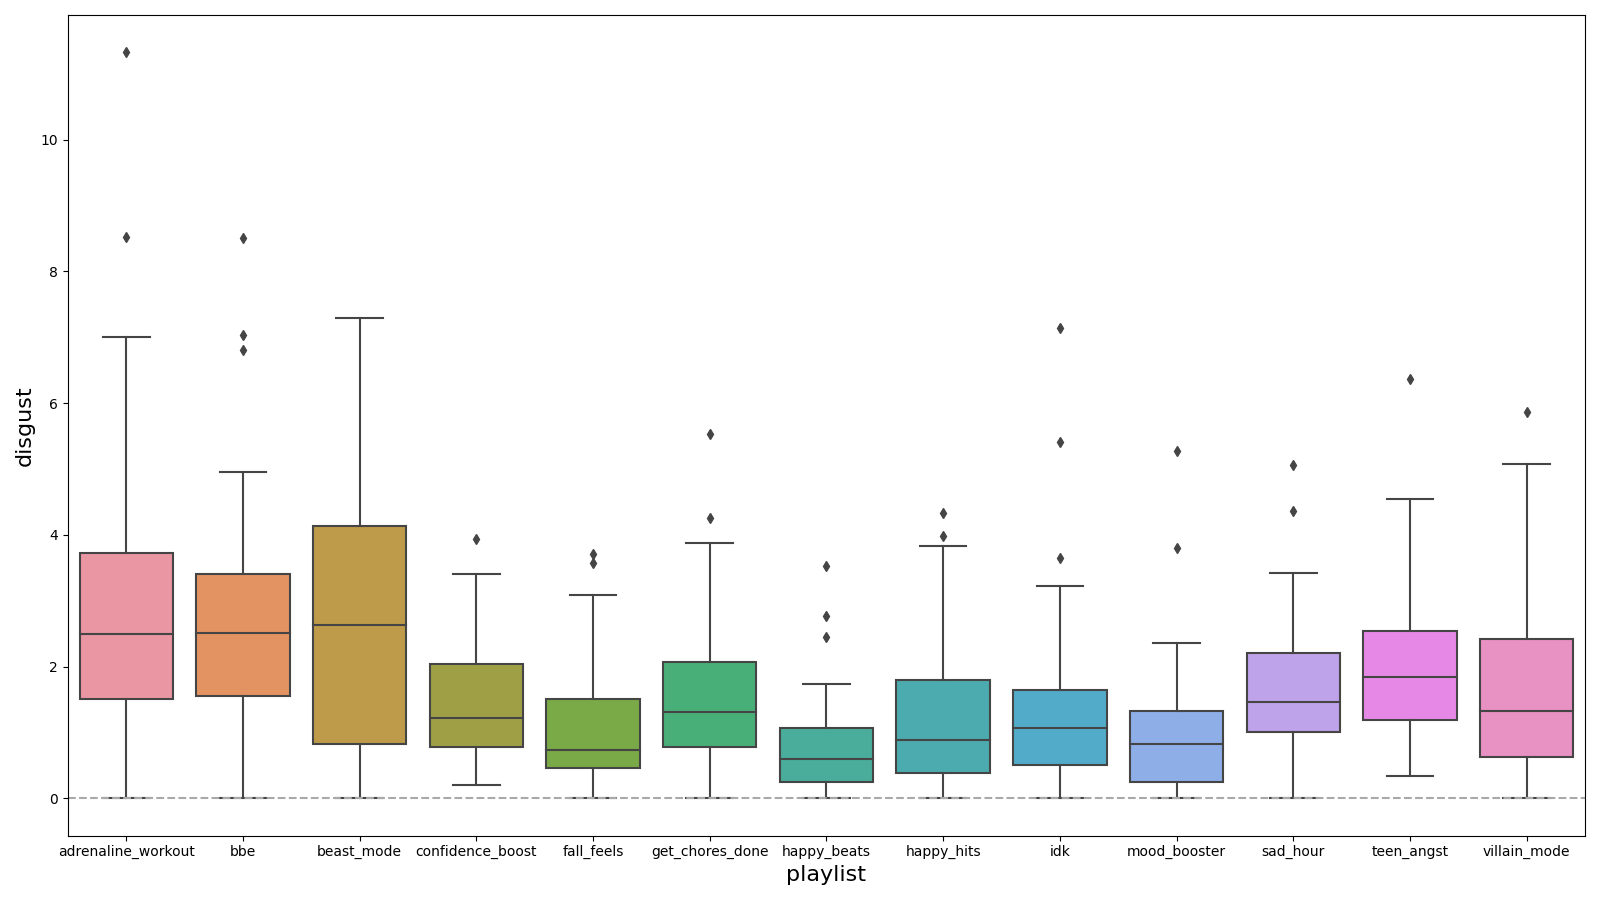 disgust
10
8
6
4
2
0
adrenaline_workout bbe beast_mode confidence_boost fall_feels get_chores_done happy_beats happy_hits idk mood_booster sad_hour teen_angst villain_mode
playlist